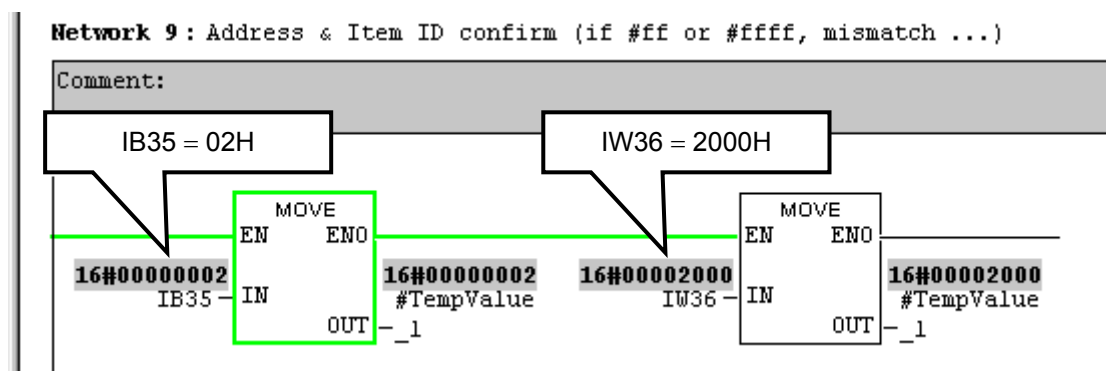 Network 9 : Address & Item ID confirm (if #ff or #ffff, mismatch ...)
Comment:
IB35 = 02H
IW36 = 2000H
MOVE
EN ENO
16#00000002
IB35
IN
16#00000002
#TempValue
OUT
_1
MOVE
EN ENO
16#00002000
IW36
IN
16#00002000
#TempValue
OUT
_1